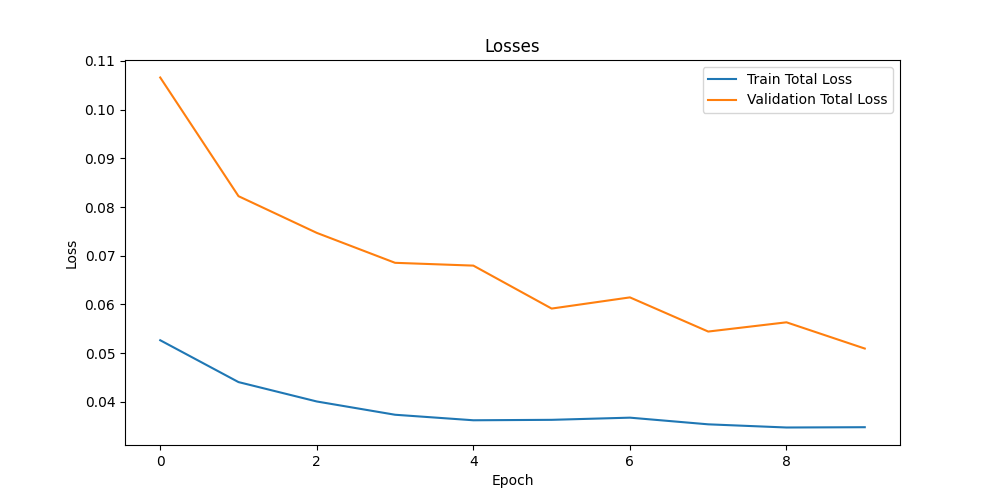 Losses
Train Total Loss
Validation Total Loss
0.11
0.10
0.09
0.08
0.07
0.06
0.05
0.04
Loss
0 2 4 6 8
Epoch